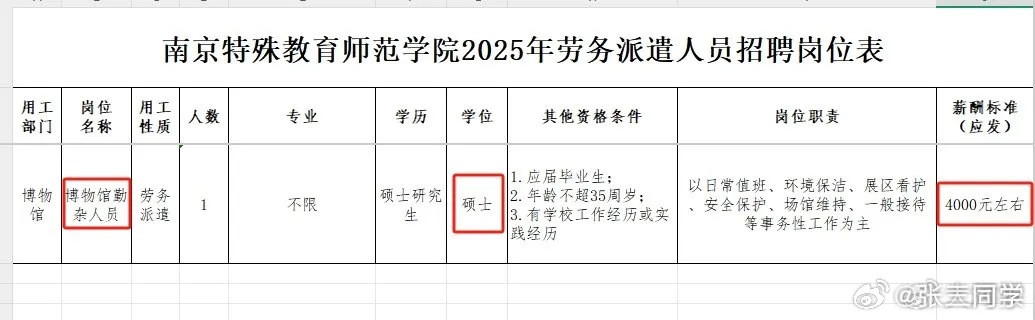 南京特殊教育师范学院2025年劳务派遣人员招聘岗位表
用工
部门
岗位
名称
用工
性质
人数
专业
学历
学位
其他资格条件
岗位职责
薪酬标准
（应发）
博物
馆
博物馆勤
杂人员
劳务
派遣
1
不限
硕士研究
生
硕士
1.应届毕业生；
2.年龄不超35周岁；
3.有学校工作经历或实
践经历
以日常值班、环境保洁、展区看护
、安全保护、场馆维持、一般接待
等事务性工作为主
4000元左右
@张去同学